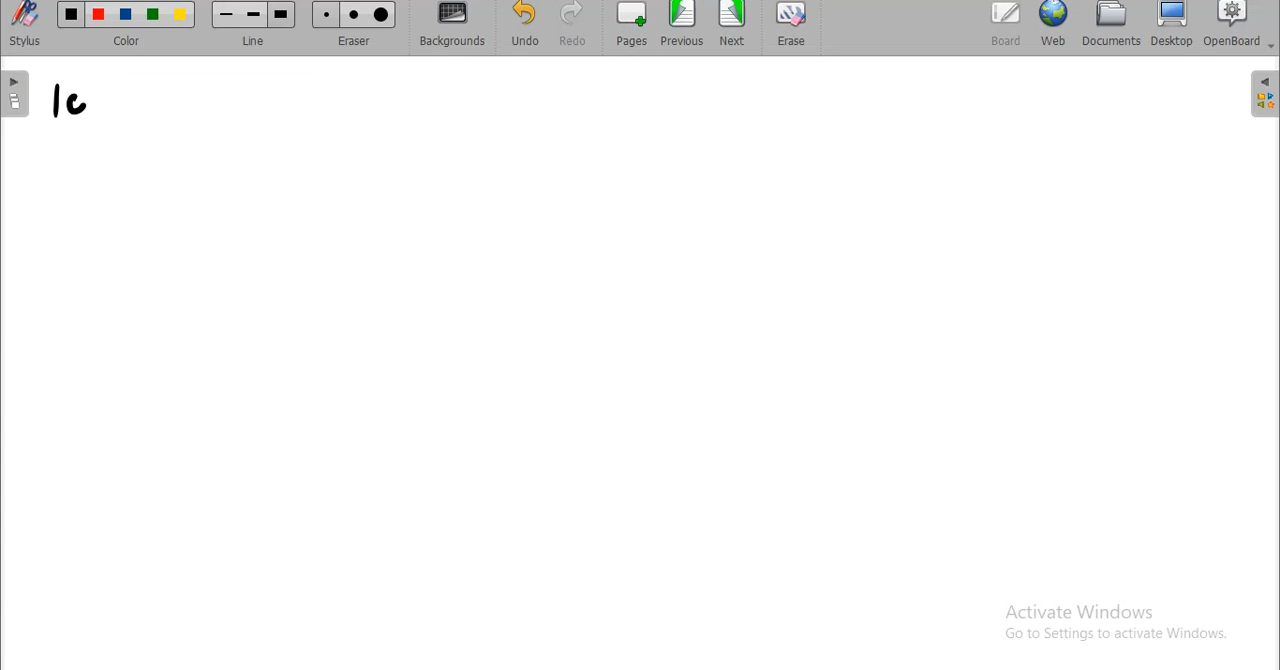 Stylus Color Line Eraser Backgrounds Undo Redo Pages Previous Next Erase Board Web Documents Desktop OpenBoard
1c
Activate Windows
Go to Settings to activate Windows.